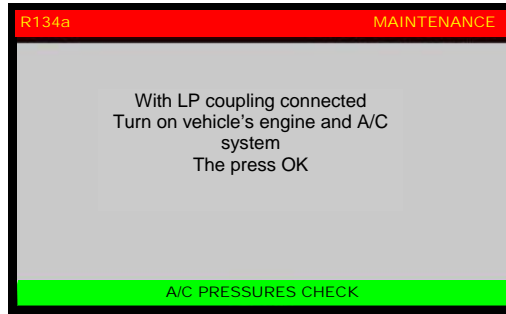 R134a MAINTENANCE
With LP coupling connected
Turn on vehicle's engine and A/C
system
The press OK
A/C PRESSURES CHECK